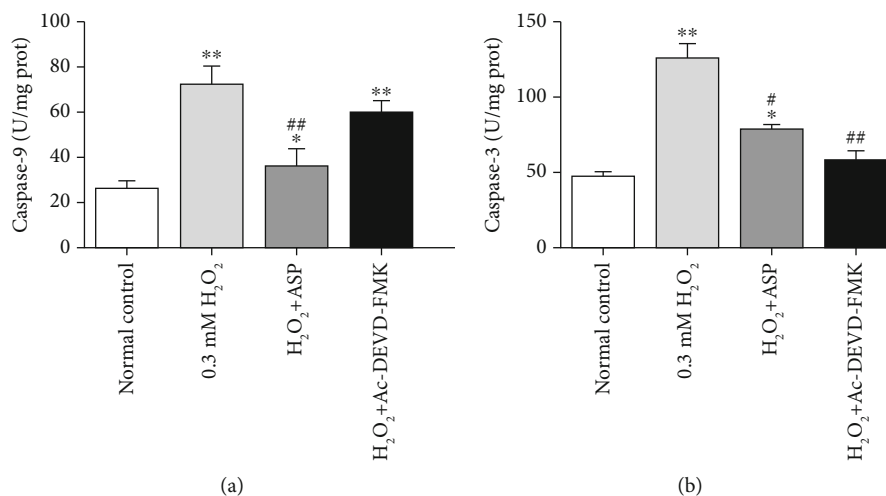 Caspase-9 (U/mg prot)
100
80
60
40
20
0
**
##
*
**
Normal control
0.3 mM H₂O₂
H₂O₂+ASP
H₂O₂+Ac-DEVD-FMK
(a)
Caspase-3 (U/mg prot)
150
100
50
0
**
#
*
##
Normal control
0.3 mM H₂O₂
H₂O₂+ASP
H₂O₂+Ac-DEVD-FMK
(b)